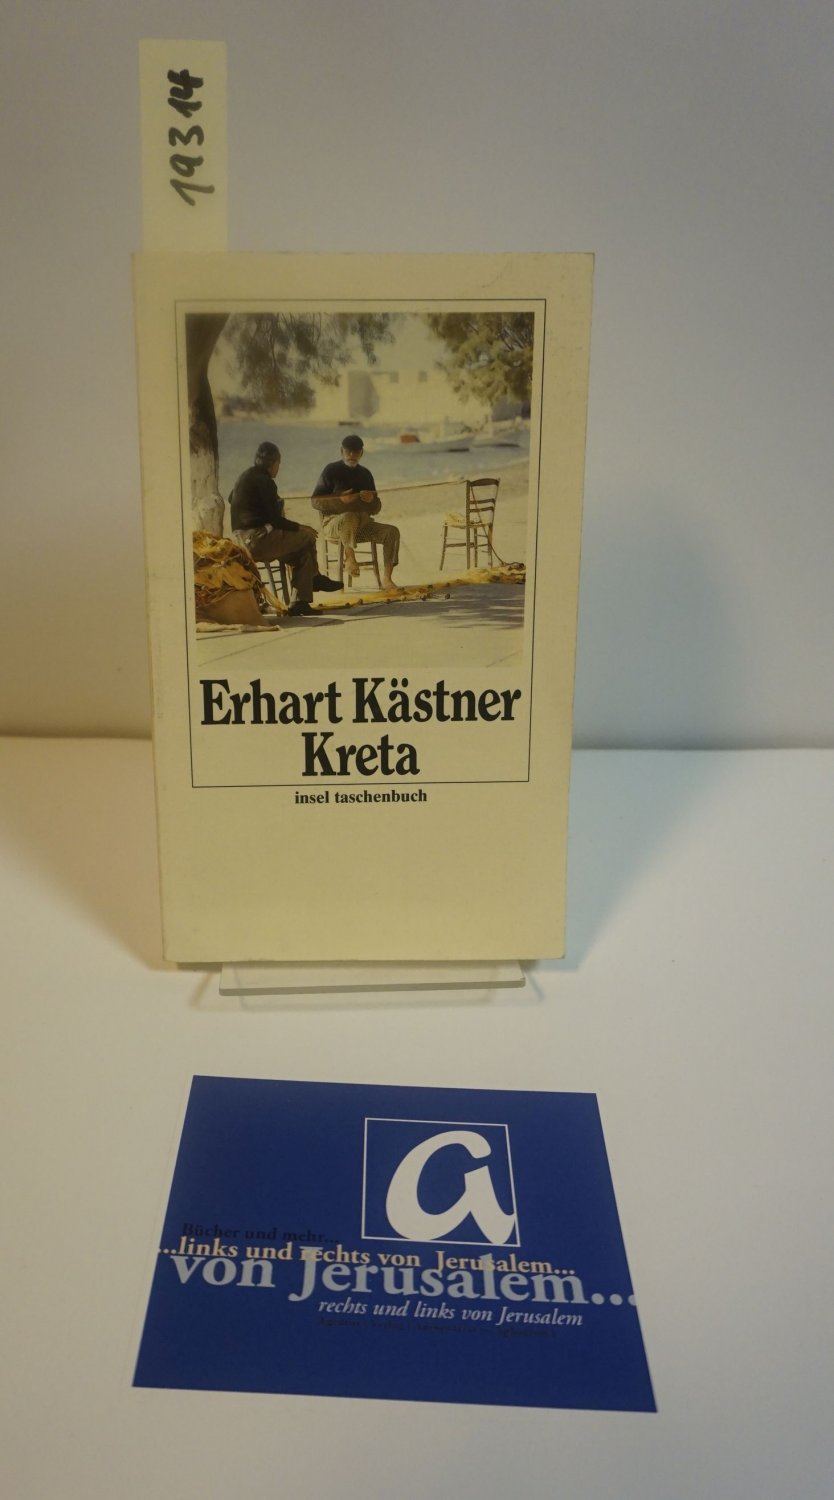 19314
Erhart Kästner
Kreta
insel taschenbuch
a
Bücher und mehr...
...links und rechts von Jerusalem...
von Jerusalem...
rechts und links von Jerusalem